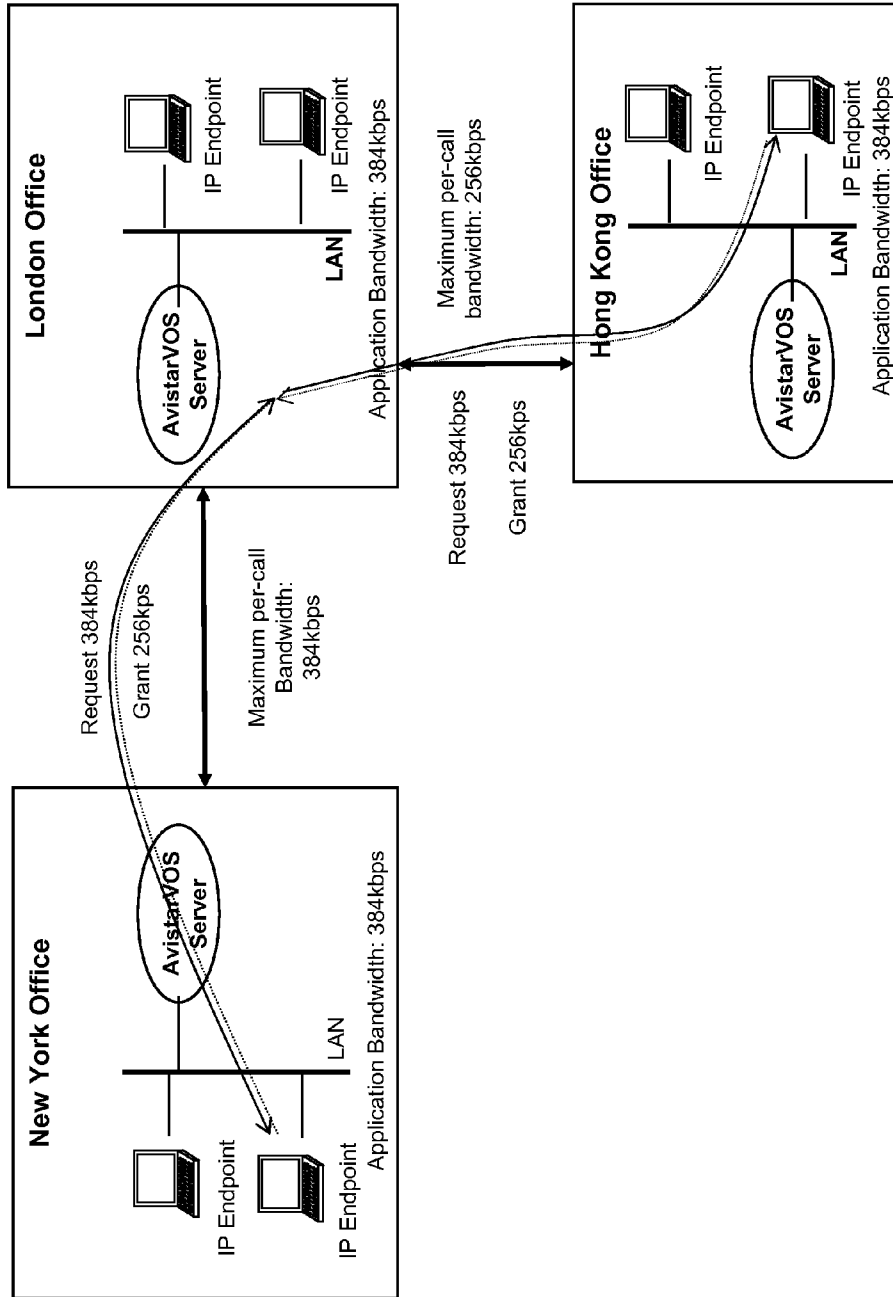 New York Office
AvistarVOS
Server
LAN
IP Endpoint
IP Endpoint
Application Bandwidth: 384kbps
Request 384kbps
Grant 256kps
Maximum per-call
Bandwidth:
384kbps
London Office
AvistarVOS
Server
IP Endpoint
IP Endpoint
LAN
Application Bandwidth: 384kbps
Request 384kbps
Grant 256kps
Maximum per-call
bandwidth: 256kbps
Hong Kong Office
AvistarVOS
Server
IP Endpoint
IP Endpoint
LAN
Application Bandwidth: 384kbps